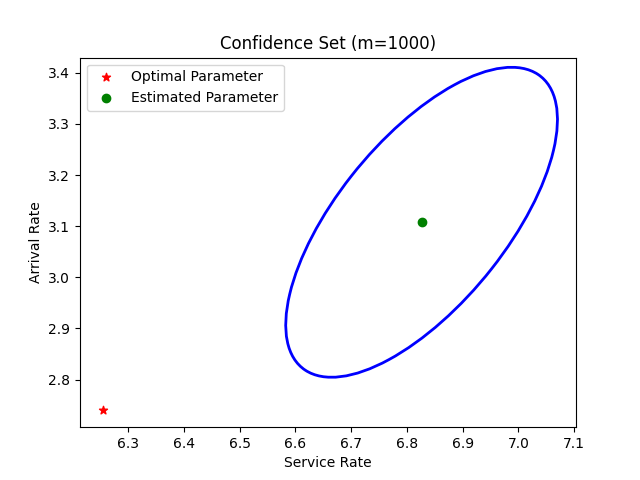 Confidence Set (m=1000)
Optimal Parameter
Estimated Parameter
3.4
3.3
3.2
3.1
3.0
2.9
2.8
Arrival Rate
6.3 6.4 6.5 6.6 6.7 6.8 6.9 7.0 7.1
Service Rate